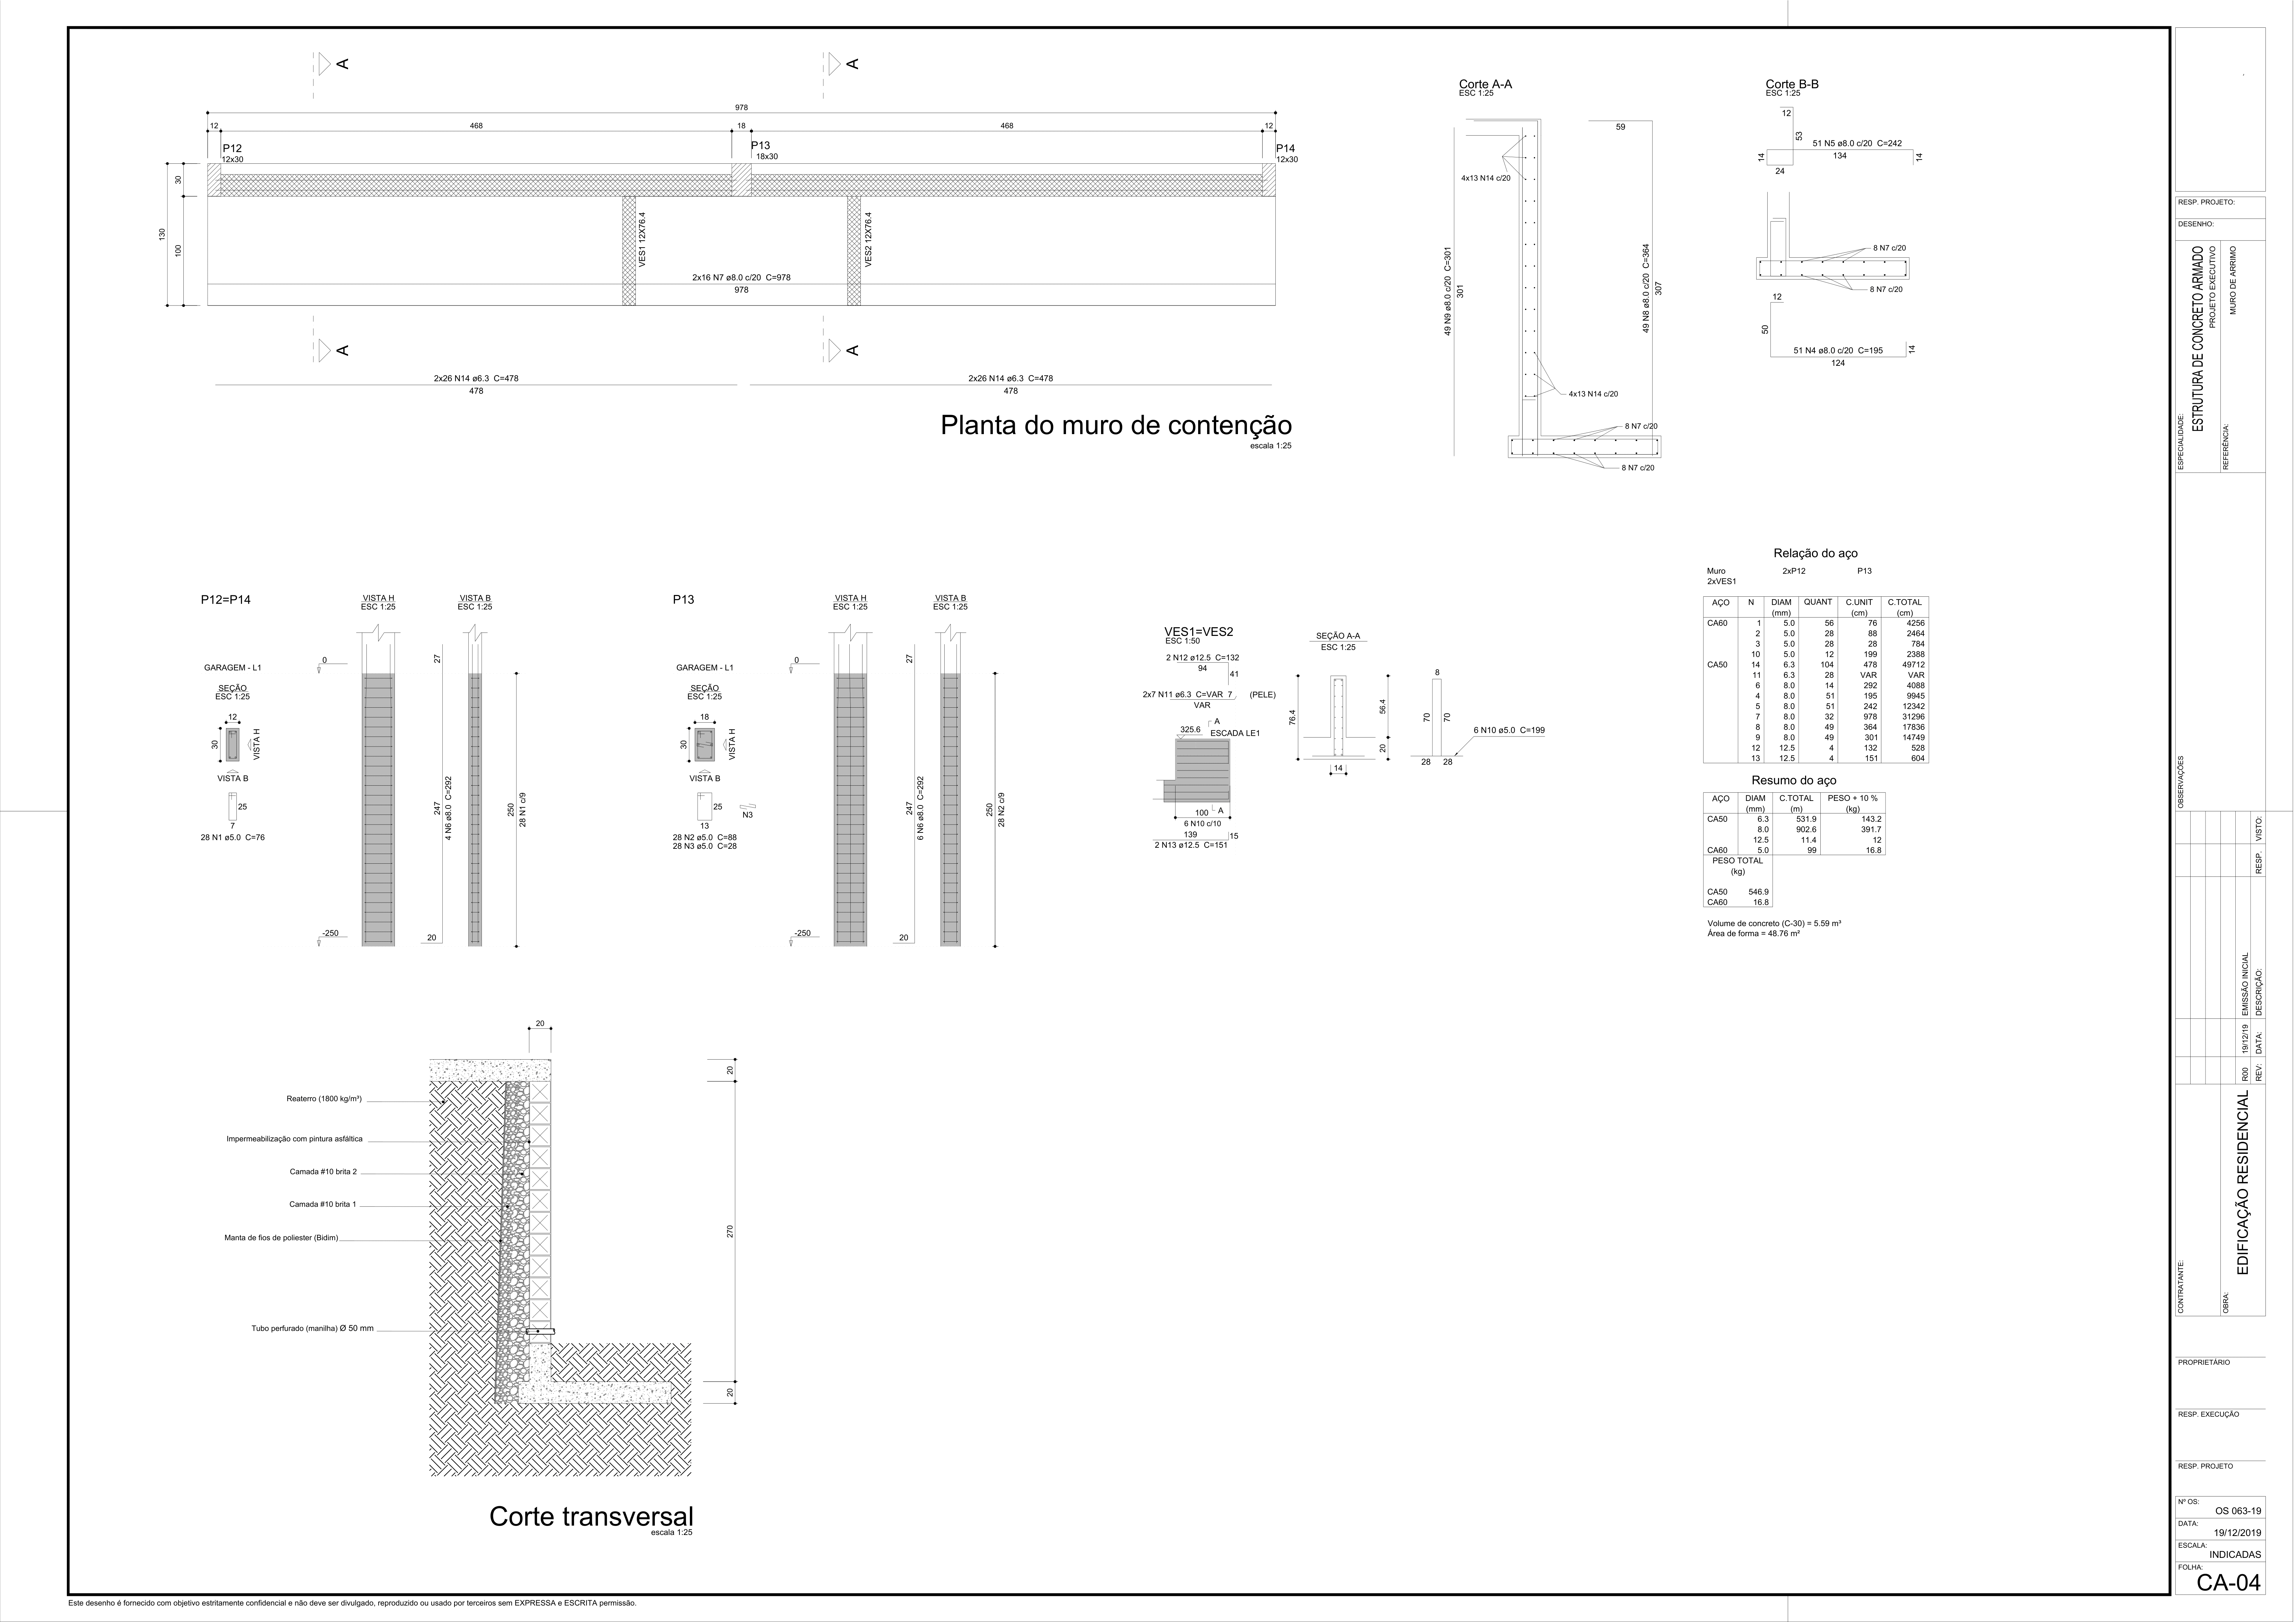 A
A
978
12
468
18
468
12
P12
12x30
P13
18x30
P14
12x30
30
100
130
VES1 12X76.4
VES2 12X76.4
2x16 N7 ø8.0 c/20 C=978
978
A
A
2x26 N14 ø6.3 C=478
478
2x26 N14 ø6.3 C=478
478
Planta do muro de contenção
escala 1:25
Corte A-A
ESC 1:25
59
4x13 N14 c/20
49 N9 ø8.0 c/20 C=301
301
49 N8 ø8.0 c/20 C=364
307
4x13 N14 c/20
8 N7 c/20
8 N7 c/20
Corte B-B
ESC 1:25
12
53
51 N5 ø8.0 c/20 C=242
14
134
14
24
8 N7 c/20
8 N7 c/20
12
50
51 N4 ø8.0 c/20 C=195
14
124
P12=P14
VISTA H
ESC 1:25
VISTA B
ESC 1:25
GARAGEM - L1
0
27
SEÇÃO
ESC 1:25
12
30
VISTA H
VISTA B
25
7
28 N1 ø5.0 C=76
247
4 N6 ø8.0 C=292
250
28 N1 c/9
-250
20
P13
VISTA H
ESC 1:25
VISTA B
ESC 1:25
GARAGEM - L1
0
27
SEÇÃO
ESC 1:25
18
30
VISTA H
VISTA B
25
N3
13
28 N2 ø5.0 C=88
28 N3 ø5.0 C=28
247
6 N6 ø8.0 C=292
250
28 N2 c/9
-250
20
VES1=VES2
ESC 1:50
2 N12 ø12.5 C=132
94
41
2x7 N11 ø6.3 C=VAR 7 (PELE)
VAR
A
325.6
ESCADA LE1
100
A
6 N10 c/10
139
15
2 N13 ø12.5 C=151
SEÇÃO A-A
ESC 1:25
76.4
56.4
20
14
8
70
70
6 N10 ø5.0 C=199
28
28
Relação do aço
Muro 2xP12 P13
2xVES1
AÇO N DIAM QUANT C.UNIT C.TOTAL
(mm) (cm) (cm)
CA60 1 5.0 56 76 4256
2 5.0 28 88 2464
3 5.0 28 28 784
10 5.0 12 199 2388
CA50 14 6.3 104 478 49712
11 6.3 28 VAR VAR
6 8.0 14 292 4088
4 8.0 51 195 9945
5 8.0 51 242 12342
7 8.0 32 978 31296
8 8.0 49 364 17836
9 8.0 49 301 14749
12 12.5 4 132 528
13 12.5 4 151 604
Resumo do aço
AÇO DIAM C.TOTAL PESO + 10 %
(mm) (m) (kg)
CA50 6.3 531.9 143.2
8.0 902.6 391.7
12.5 11.4 12
CA60 5.0 99 16.8
PESO TOTAL
(kg)
CA50 546.9
CA60 16.8
Volume de concreto (C-30) = 5.59 m³
Área de forma = 48.76 m²
20
20
270
20
Reaterro (1800 kg/m³)
Impermeabilização com pintura asfáltica
Camada #10 brita 2
Camada #10 brita 1
Manta de fios de poliester (Bidim)
Tubo perfurado (manilha) Ø 50 mm
Corte transversal
escala 1:25
RESP. PROJETO:
DESENHO:
ESPECIALIDADE:
ESTRUTURA DE CONCRETO ARMADO
PROJETO EXECUTIVO
REFERÊNCIA:
MURO DE ARRIMO
OBSERVAÇÕES
R00 19/12/19 EMISSÃO INICIAL
REV: DATA: DESCRIÇÃO: RESP. VISTO:
CONTRATANTE:
OBRA:
EDIFICAÇÃO RESIDENCIAL
PROPRIETÁRIO
RESP. EXECUÇÃO
RESP. PROJETO
Nº OS:
OS 063-19
DATA:
19/12/2019
ESCALA:
INDICADAS
FOLHA:
CA-04
Este desenho é fornecido com objetivo estritamente confidencial e não deve ser divulgado, reproduzido ou usado por terceiros sem EXPRESSA e ESCRITA permissão.